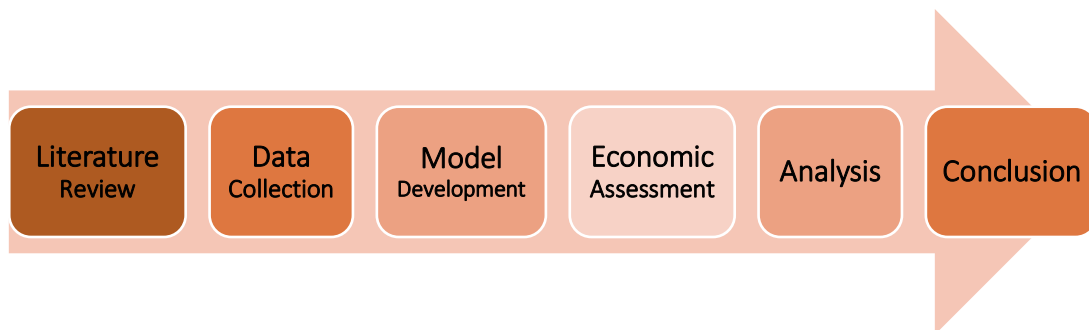 Literature
Review
Data
Collection
Model
Development
Economic
Assessment
Analysis
Conclusion